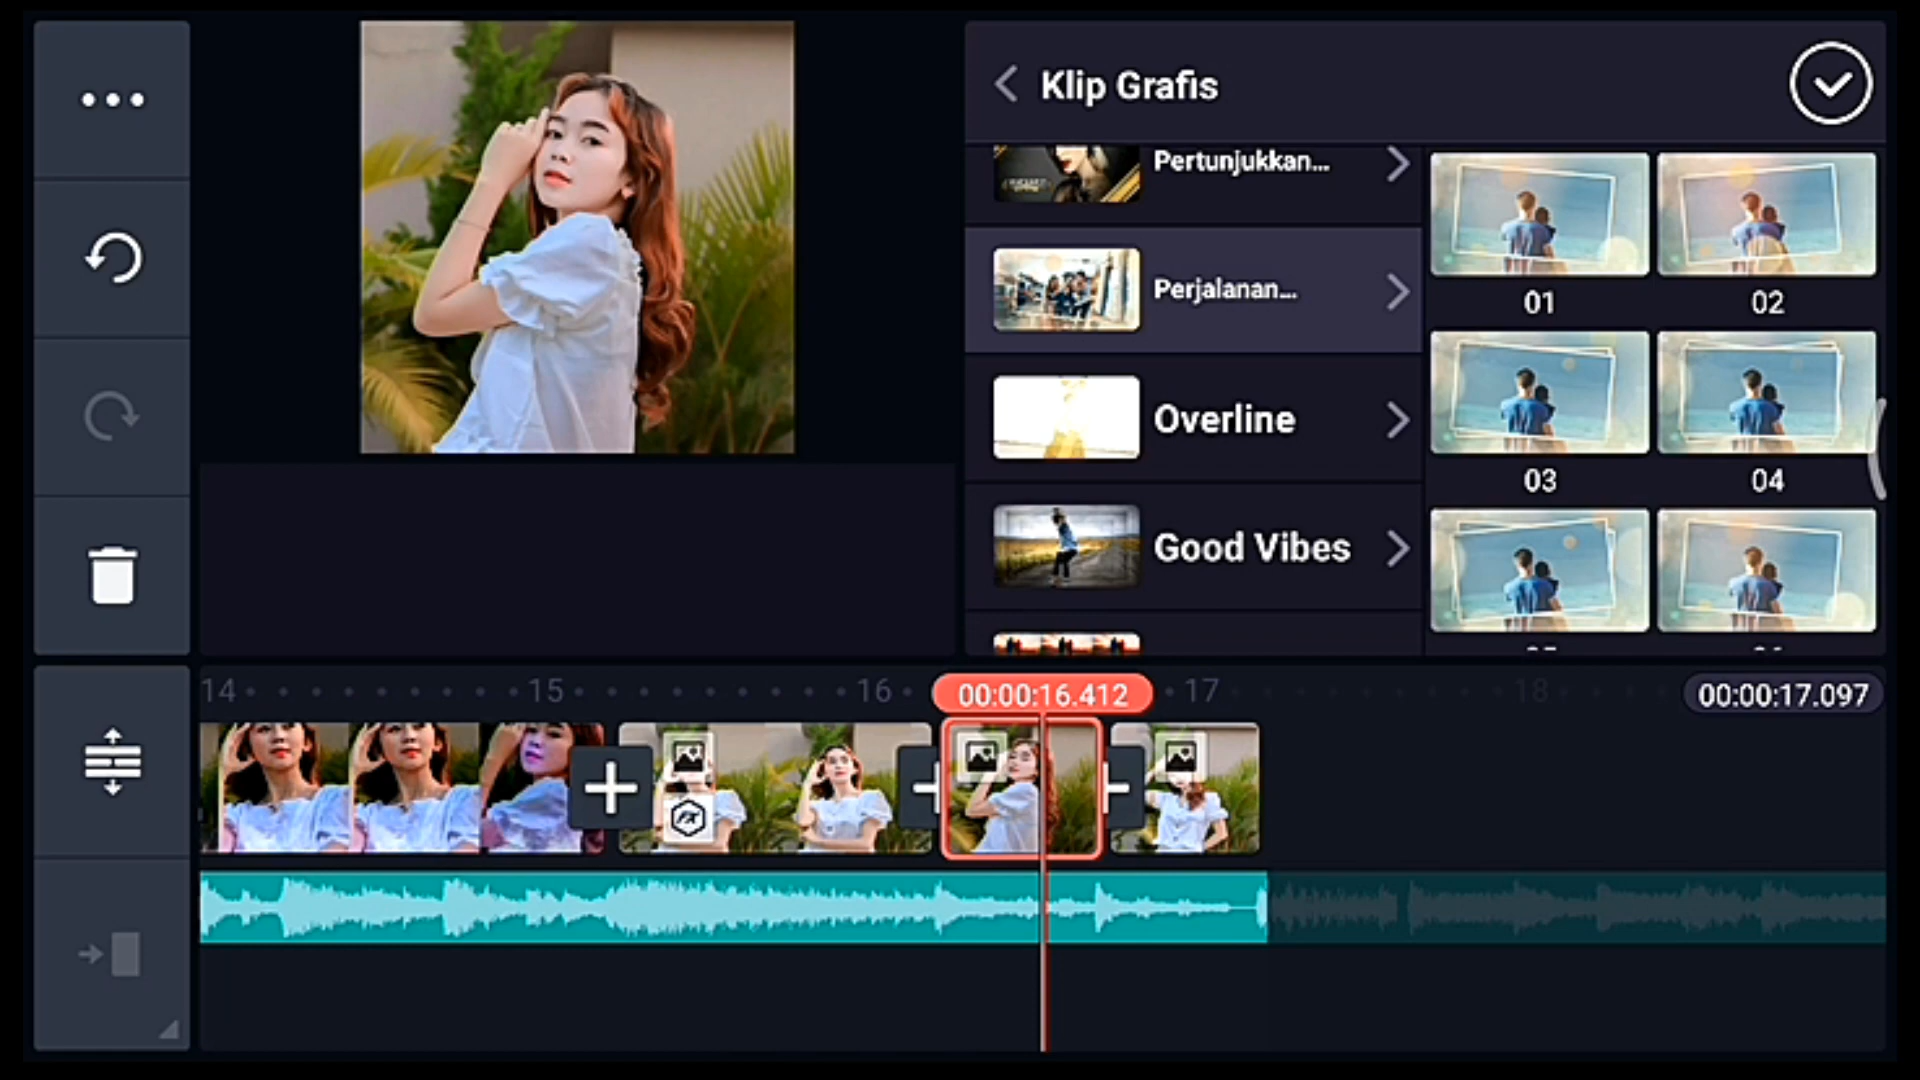 Klip Grafis
Pertunjukkan...
Perjalanan...
Overline
Good Vibes
01
02
03
04
14
15
16
00:00:16.412
17
18
00:00:17.097